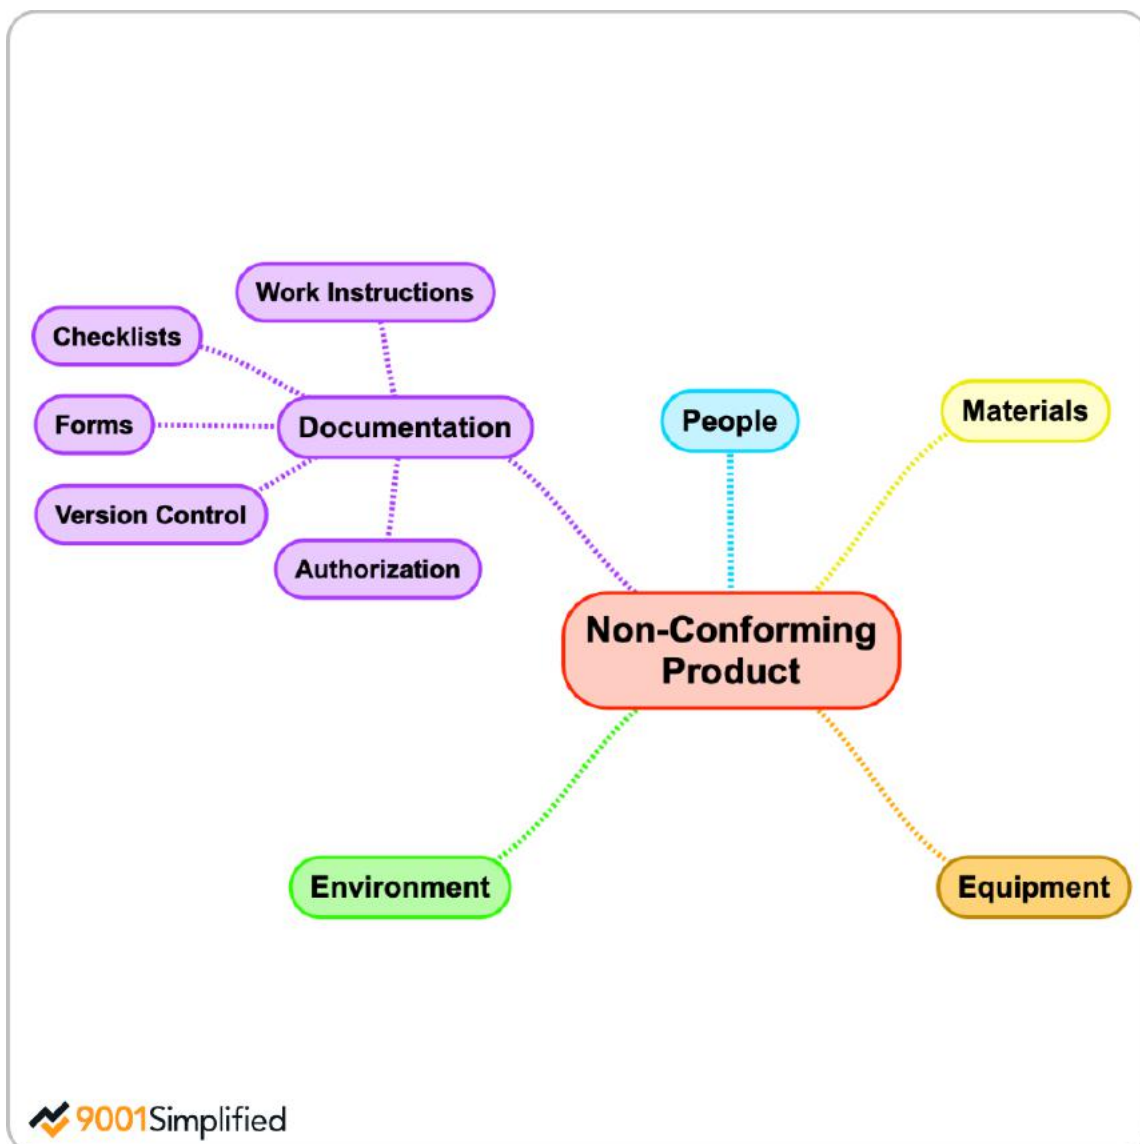 Work Instructions
Checklists
Forms
Documentation
Version Control
Authorization
People
Materials
Non-Conforming
Product
Environment
Equipment
9001Simplified